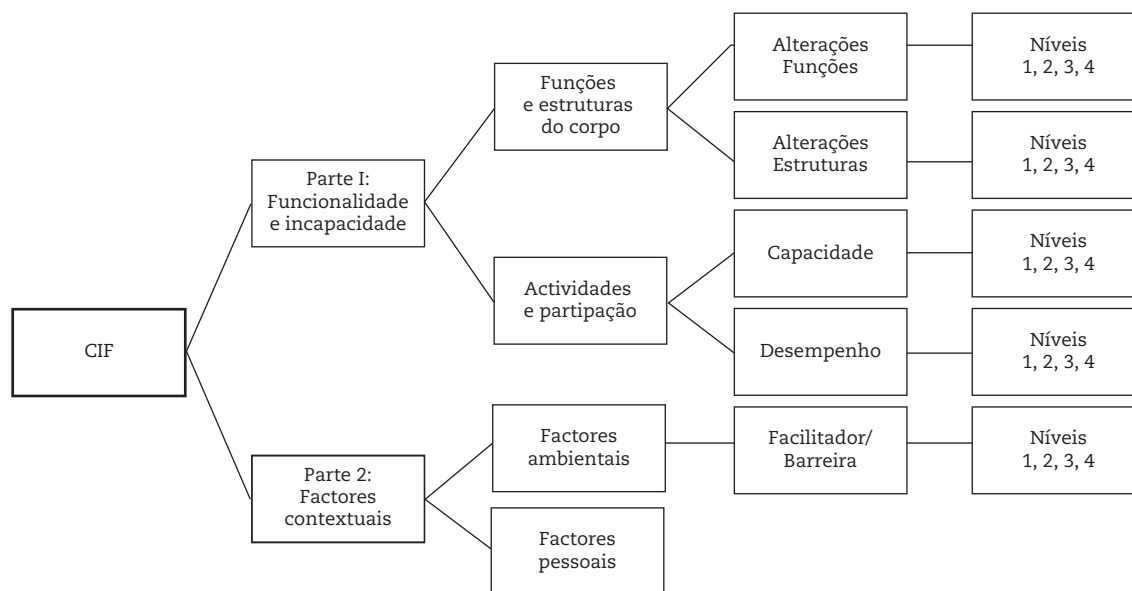 CIF
Parte I:
Funcionalidade
e incapacidade
Parte 2:
Factores
contextuais
Funções
e estruturas
do corpo
Actividades
e partipação
Factores
ambientais
Factores
pessoais
Alterações
Funções
Alterações
Estruturas
Capacidade
Desempenho
Facilitador/
Barreira
Níveis
1, 2, 3, 4
Níveis
1, 2, 3, 4
Níveis
1, 2, 3, 4
Níveis
1, 2, 3, 4
Níveis
1, 2, 3, 4